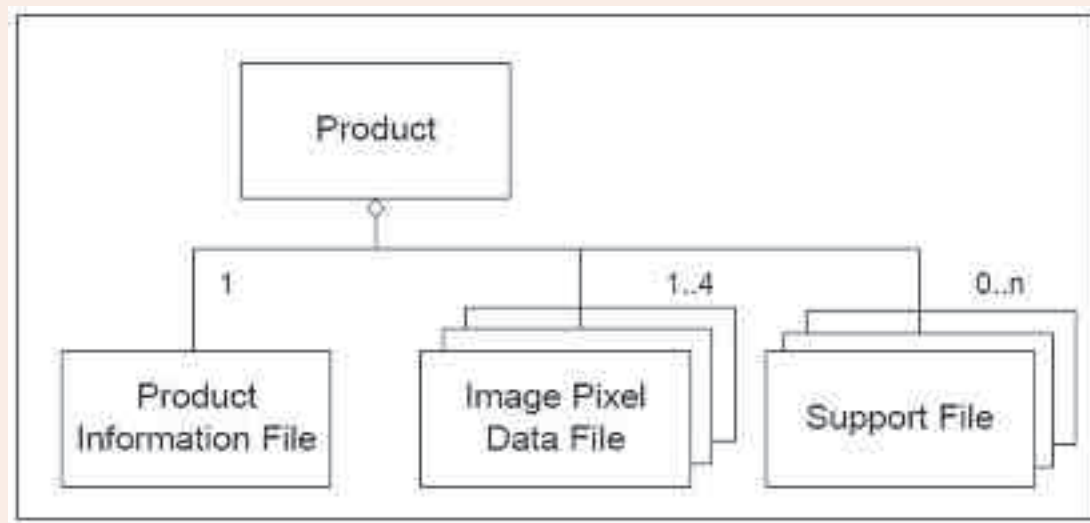 Product
1
1..4
0..n
Product
Information File
Image Pixel
Data File
Support File